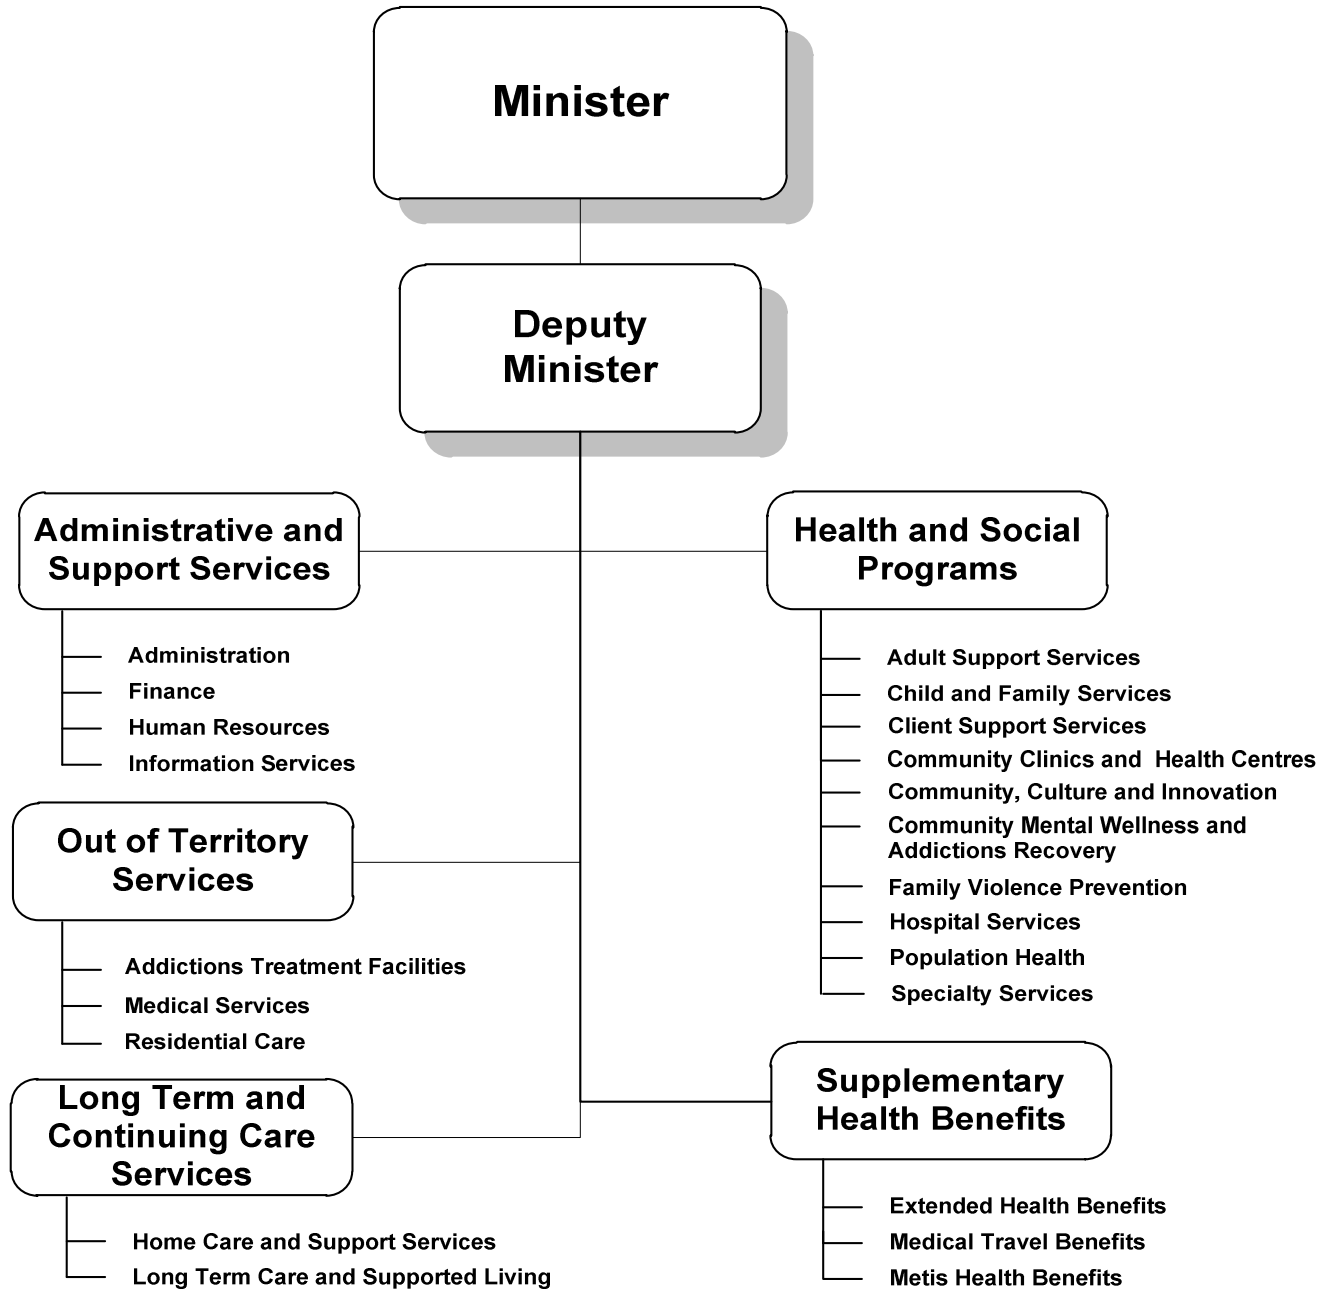 Minister
Deputy
Minister
Administrative and
Support Services
Administration
Finance
Human Resources
Information Services
Out of Territory
Services
Addictions Treatment Facilities
Medical Services
Residential Care
Long Term and
Continuing Care
Services
Home Care and Support Services
Long Term Care and Supported Living
Health and Social
Programs
Adult Support Services
Child and Family Services
Client Support Services
Community Clinics and  Health Centres
Community, Culture and Innovation
Community Mental Wellness and
Addictions Recovery
Family Violence Prevention
Hospital Services
Population Health
Specialty Services
Supplementary
Health Benefits
Extended Health Benefits
Medical Travel Benefits
Metis Health Benefits